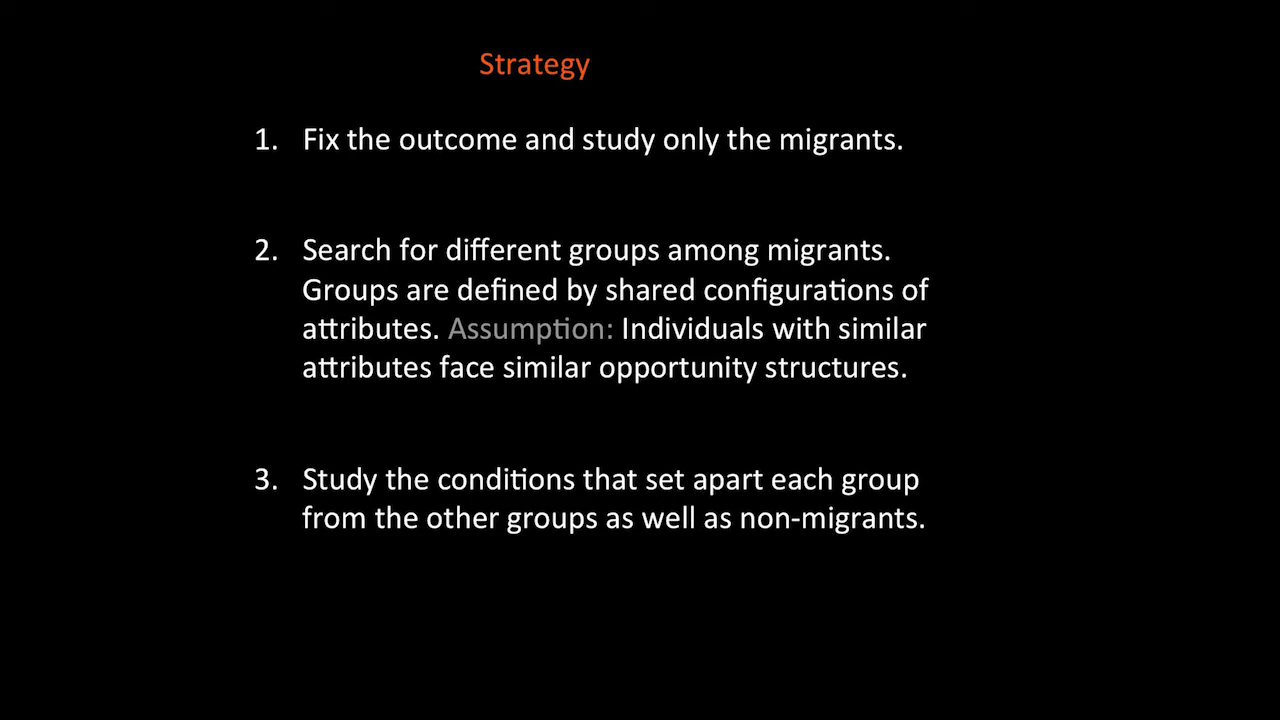 Strategy
1. Fix the outcome and study only the migrants.
2. Search for different groups among migrants.
Groups are defined by shared configurations of
attributes. Assumption: Individuals with similar
attributes face similar opportunity structures.
3. Study the conditions that set apart each group
from the other groups as well as non-migrants.